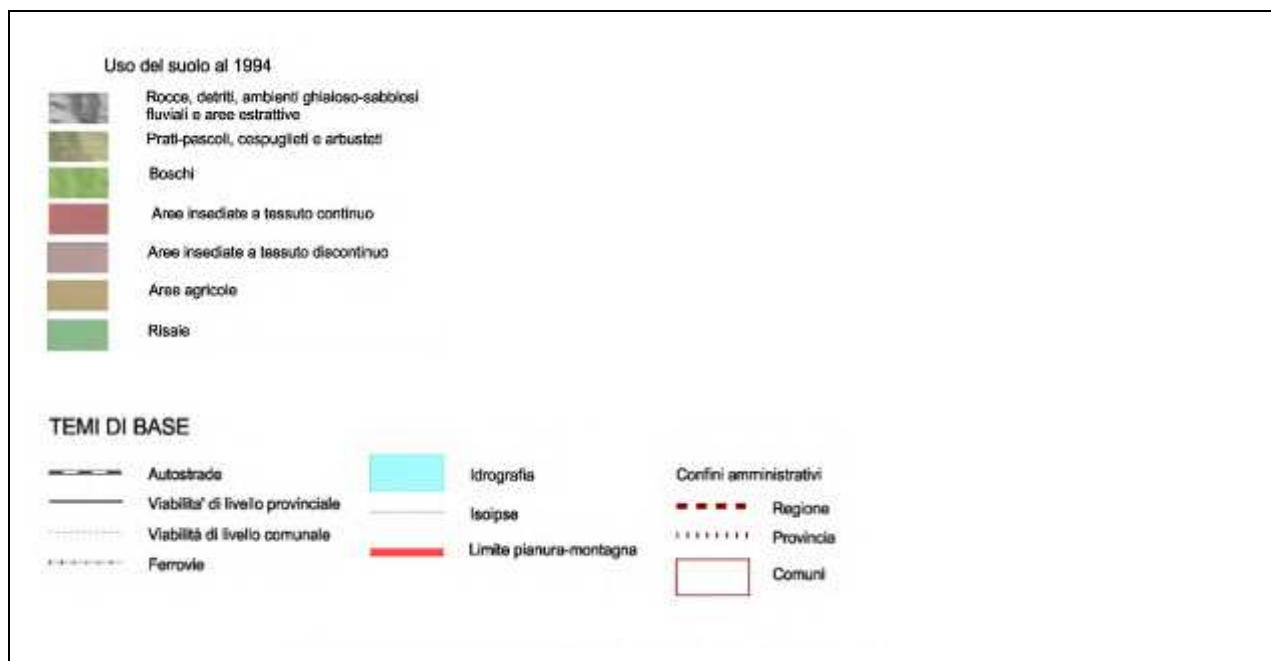 Uso del suolo al 1994
Rocce, detriti, ambienti ghiaioso-sabbiosi
fluviali e aree estrattive
Prati-pascoli, cespuglieti e arbusteti
Boschi
Aree insediate a tessuto continuo
Aree insediate a tessuto discontinuo
Aree agricole
Risaie
TEMI DI BASE
Autostrade
Viabilita' di livello provinciale
Viabilità di livello comunale
Ferrovie
Idrografia
Isoipse
Limite pianura-montagna
Confini amministrativi
Regione
Provincia
Comuni